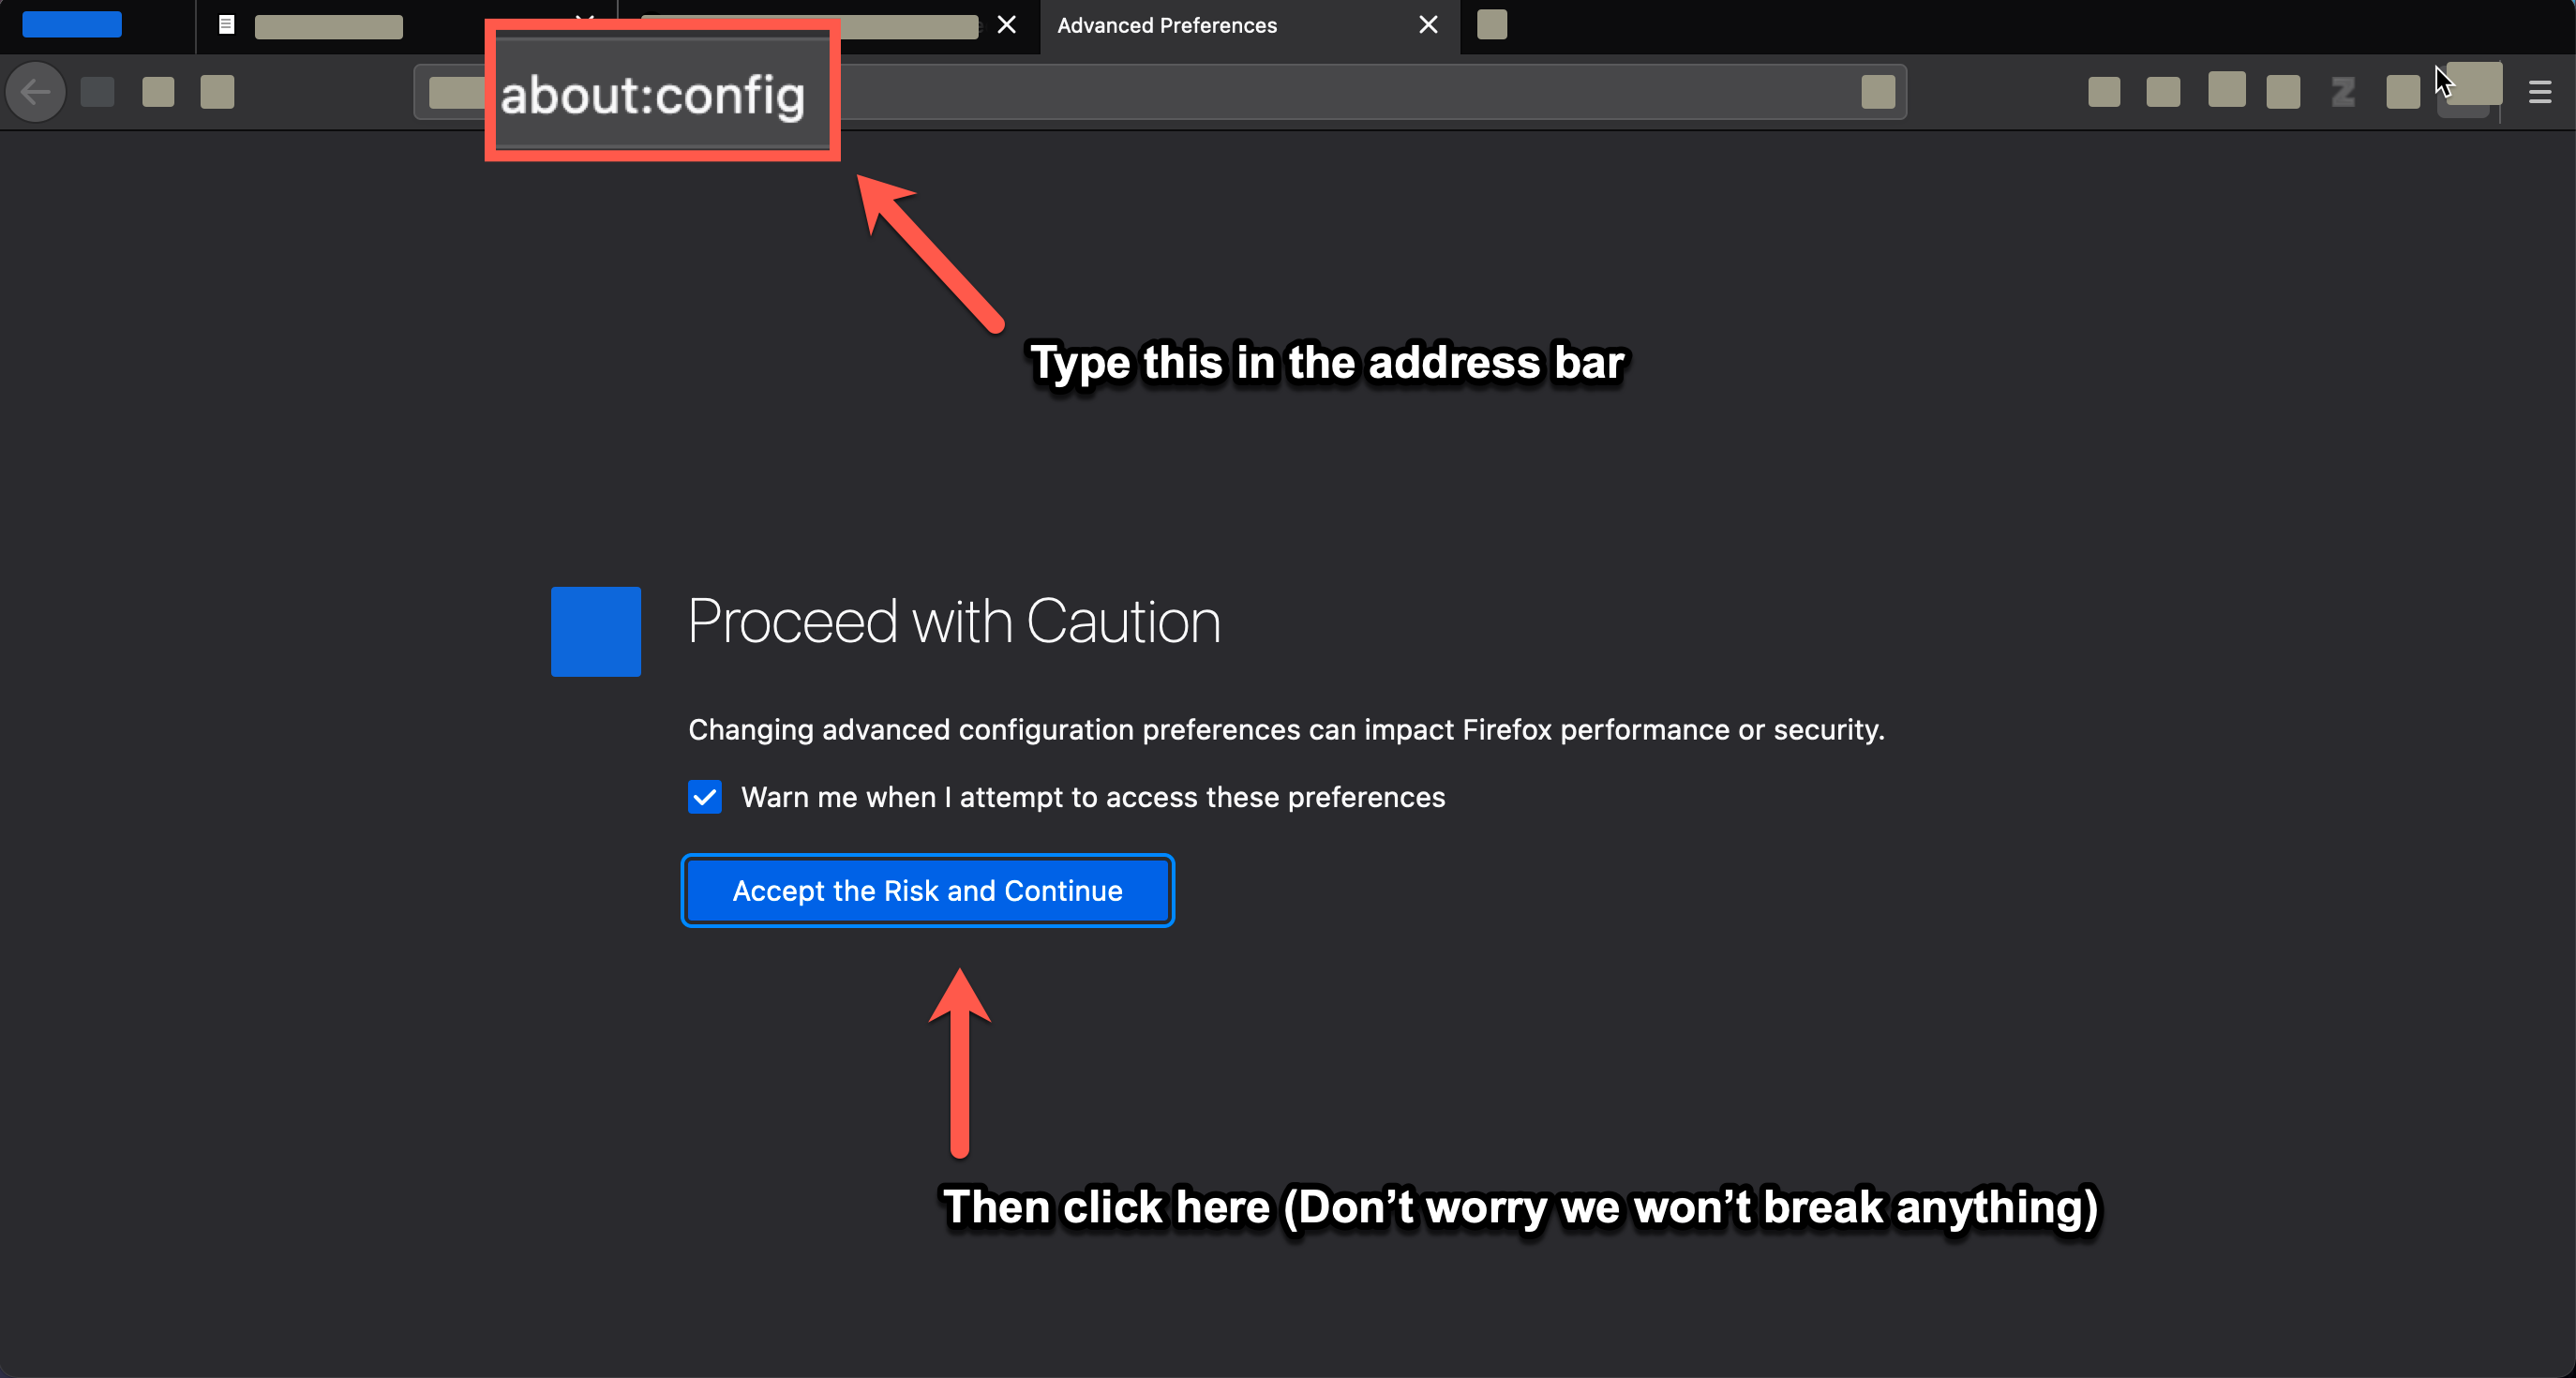 Advanced Preferences
about:config
Type this in the address bar
Proceed with Caution
Changing advanced configuration preferences can impact Firefox performance or security.
Warn me when I attempt to access these preferences
Accept the Risk and Continue
Then click here (Don’t worry we won’t break anything)